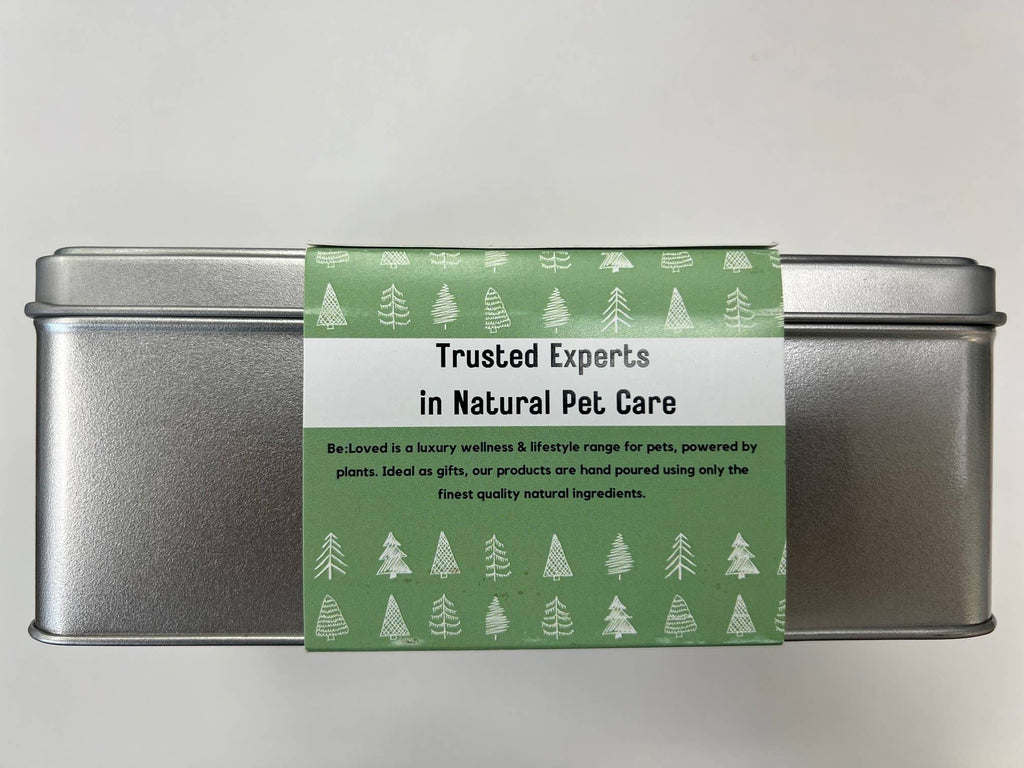 Trusted Experts
in Natural Pet Care
Be:Loved is a luxury wellness & lifestyle range for pets, powered by
plants. Ideal as gifts, our products are hand poured using only the
finest quality natural ingredients.